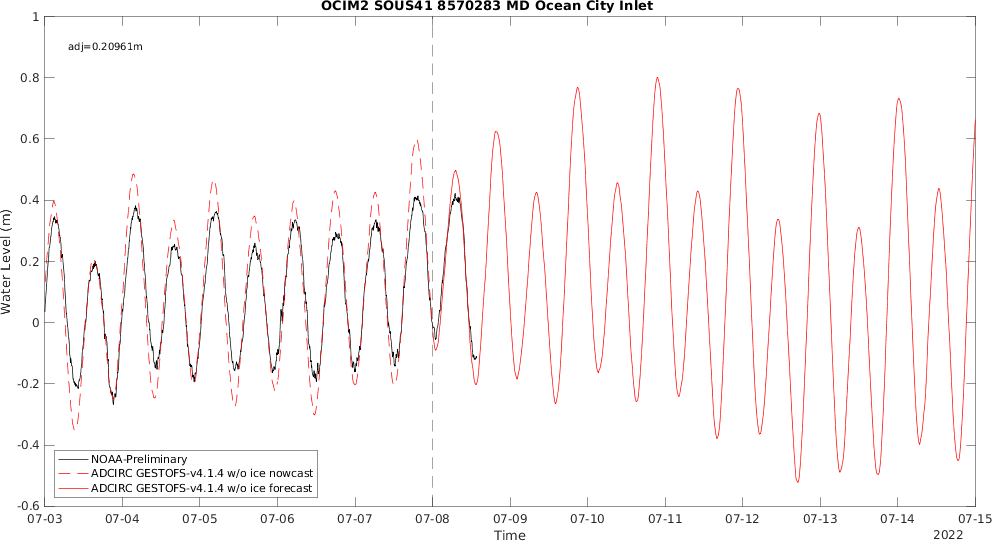 OCIM2 SOUS41 8570283 MD Ocean City Inlet
adj=0.20961m
Water Level (m)
1
0.8
0.6
0.4
0.2
0
-0.2
-0.4
-0.6
NOAA-Preliminary
ADCIRC GESTOFS-v4.1.4 w/o ice nowcast
ADCIRC GESTOFS-v4.1.4 w/o ice forecast
07-03 07-04 07-05 07-06 07-07 07-08 07-09 07-10 07-11 07-12 07-13 07-14 07-15
Time
2022